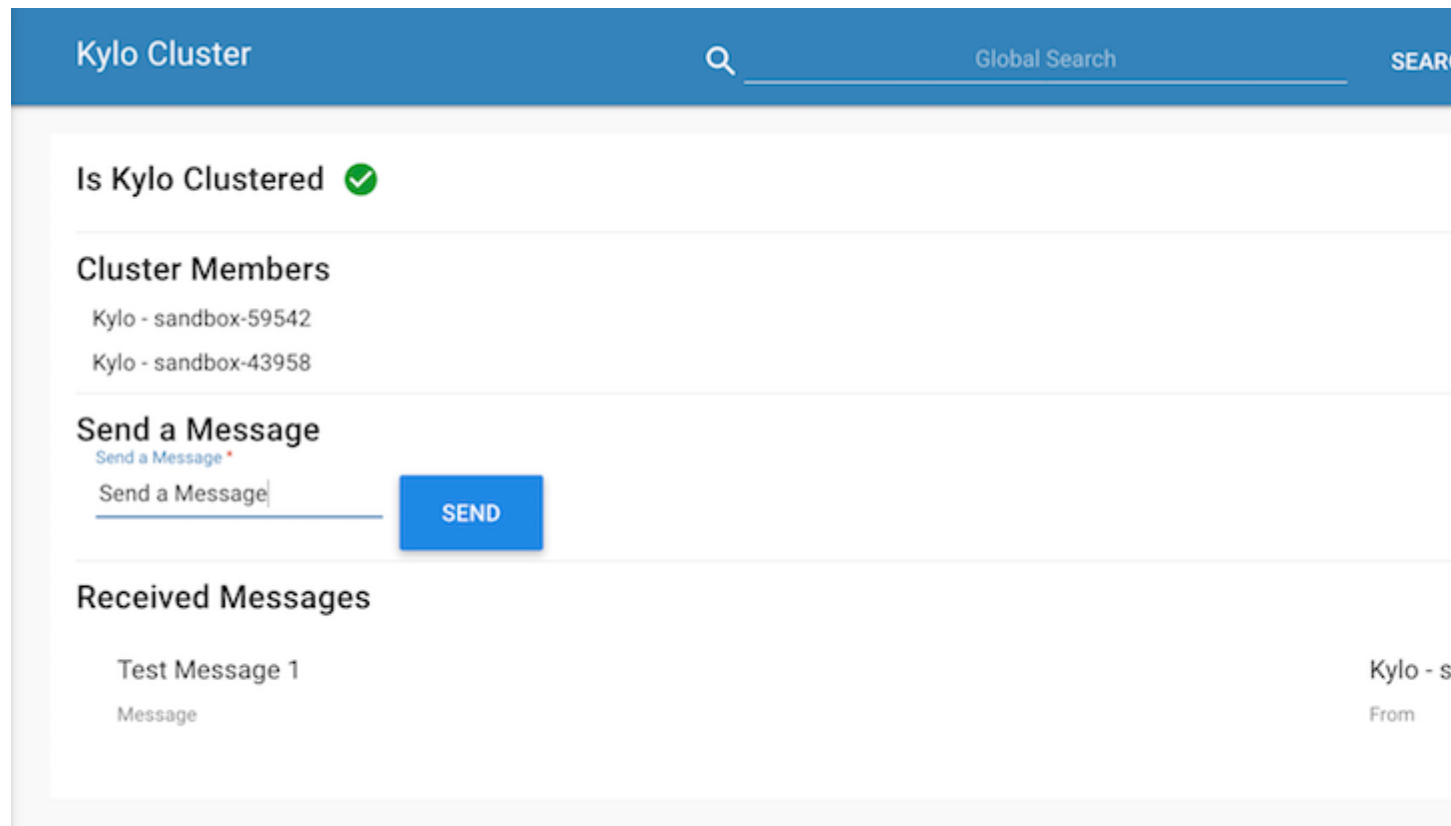 Kylo Cluster
Global Search
Is Kylo Clustered
Cluster Members
Kylo - sandbox-59542
Kylo - sandbox-43958
Send a Message
Send a Message *
Send a Message
SEND
Received Messages
Test Message 1
Kylo -
Message
From